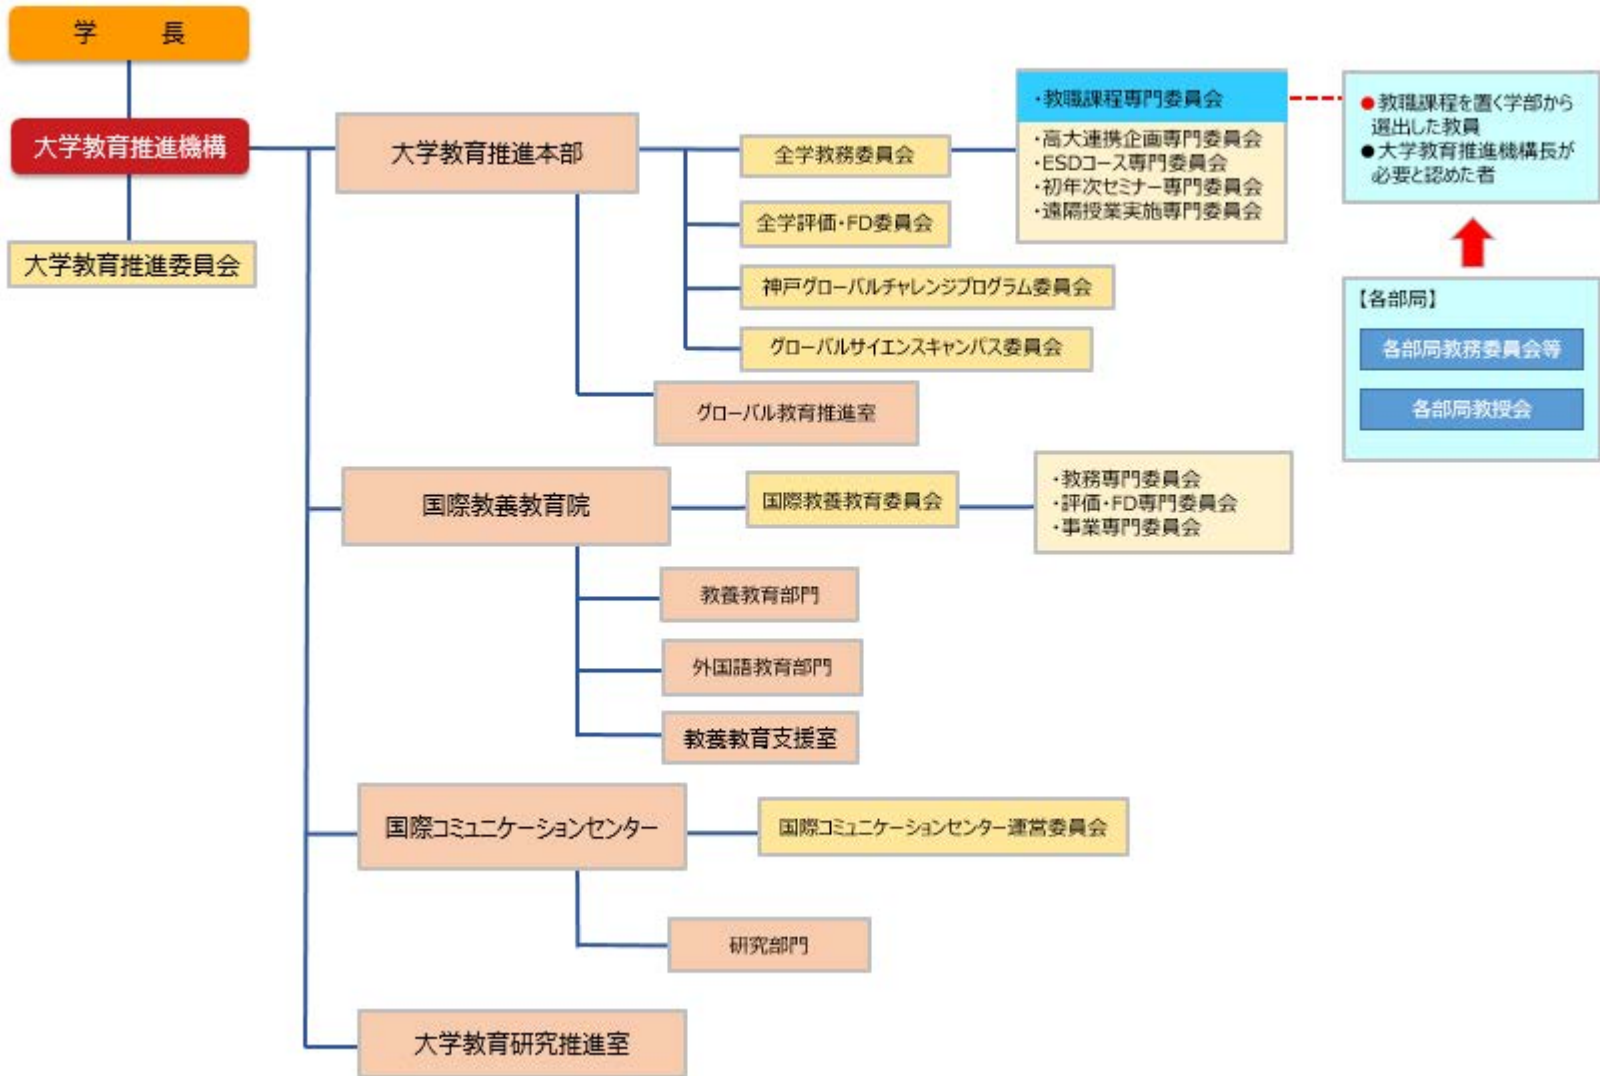 学　長
大学教育推進機構
大学教育推進委員会
大学教育推進本部
全学教務委員会
全学評価・FD委員会
神戸グローバルチャレンジプログラム委員会
グローバルサイエンスキャンパス委員会
グローバル教育推進室
・教職課程専門委員会
・高大連携企画専門委員会
・ESDコース専門委員会
・初年次セミナー専門委員会
・遠隔授業実施専門委員会
●教職課程を置く学部から
選出した教員
●大学教育推進機構長が
必要と認めた者
【各部局】
各部局教務委員会等
各部局教授会
国際教養教育院
国際教養教育委員会
・教務専門委員会
・評価・FD専門委員会
・事業専門委員会
教養教育部門
外国語教育部門
教養教育支援室
国際コミュニケーションセンター
国際コミュニケーションセンター運営委員会
研究部門
大学教育研究推進室